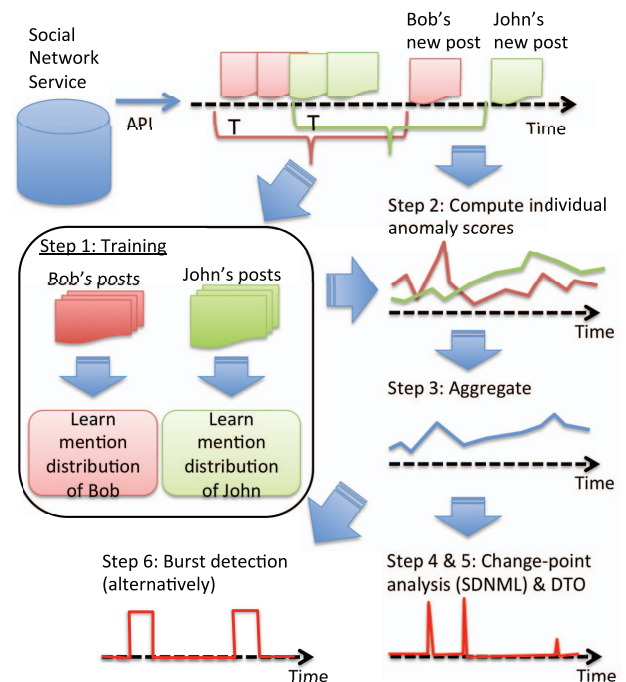 Social
Network
Service
API
Bob's
new post
John's
new post
T
T
Time
Step 1: Training
Bob's posts
John's posts
Learn
mention
distribution
of Bob
Learn
mention
distribution
of John
Step 2: Compute individual
anomaly scores
Time
Step 3: Aggregate
Time
Step 4 & 5: Change-point
analysis (SDNML) & DTO
Time
Step 6: Burst detection
(alternatively)
Time